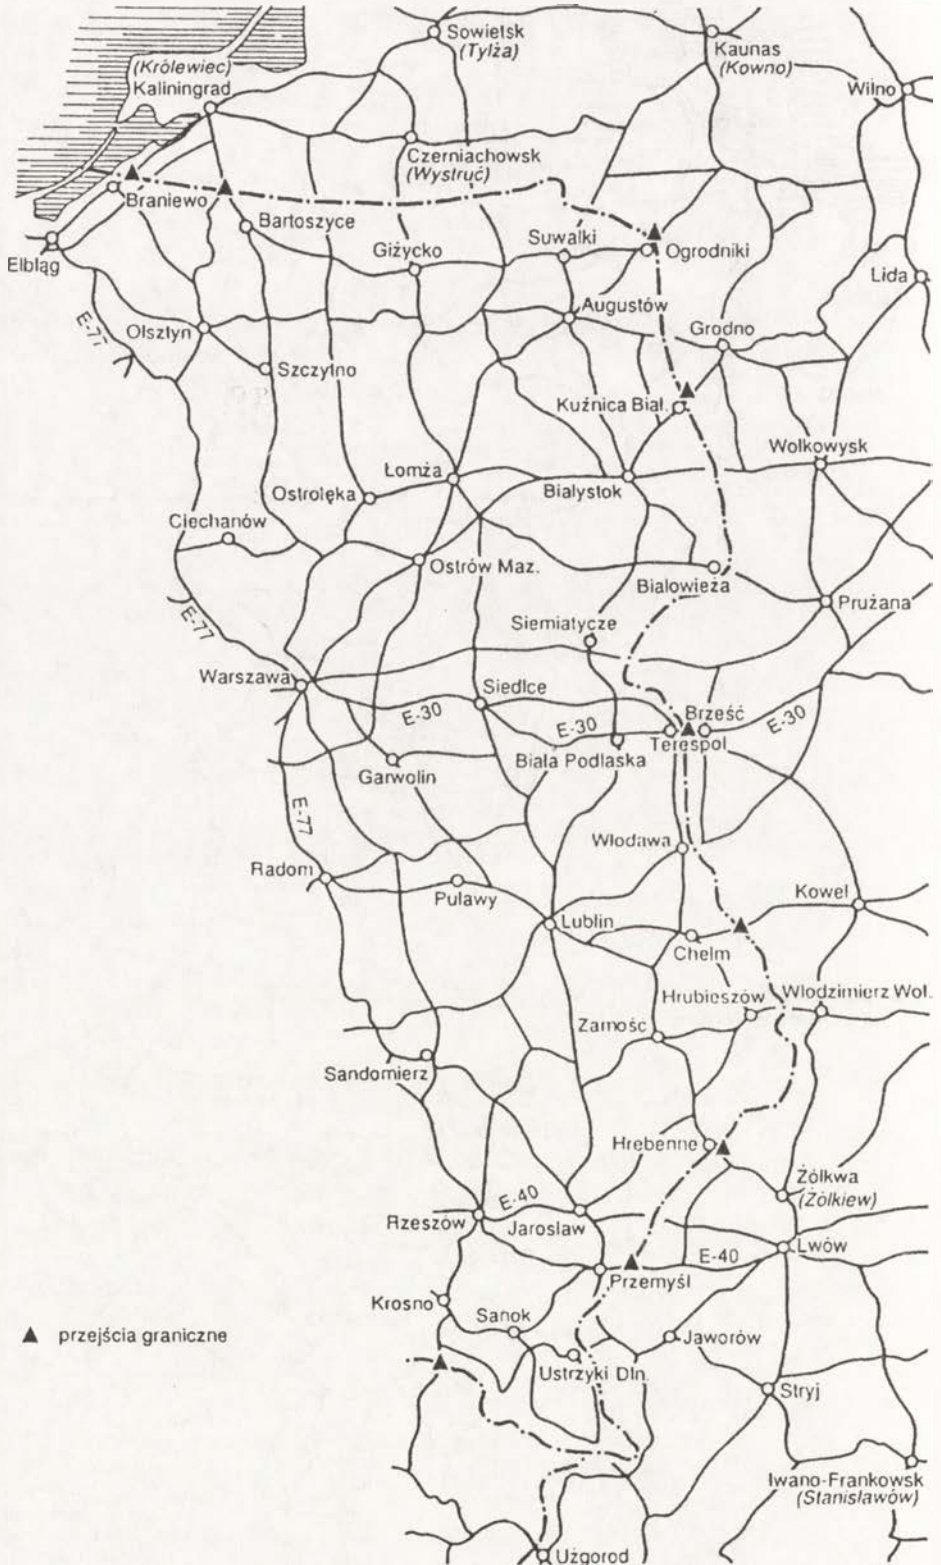 Sowietsk
(Tylża)
Kaunas
(Kowno)
(Królewiec)
Kaliningrad
Wilno
Czerniachowsk
(Wystruć)
Braniewo
Bartoszyce
Elbląg
Giżycko
Suwałki
Ogrodniki
Lida
Augustów
E-77
Olsztyn
Grodno
Szczytno
Kuźnica Biał.
Wołkowysk
Łomża
Białystok
Ostrołęka
Ciechanów
Ostrów Maz.
Białowieża
Prużana
E-77
Siemiatycze
Warszawa
Siedlce
E-30
Brześć
E-30
E-30
Terespol
Biała Podlaska
Garwolin
E-77
Włodawa
Radom
Puławy
Kowel
Lublin
Chełm
Hrubieszów
Włodzimierz Woł.
Zamość
Sandomierz
Hrebenne
Żółkwa
(Żółkiew)
E-40
Rzeszów
Jarosław
Lwów
E-40
Przemyśl
Krosno
Sanok
Jaworów
▲ przejścia graniczne
Ustrzyki Dln.
Stryj
Iwano-Frankowsk
(Stanisławów)
Użgorod